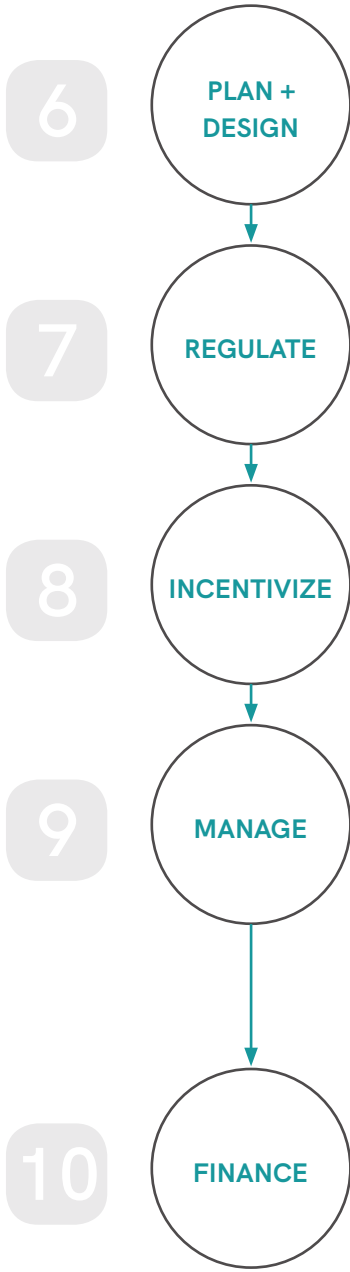 6
PLAN +
DESIGN
7
REGULATE
8
INCENTIVIZE
9
MANAGE
10
FINANCE